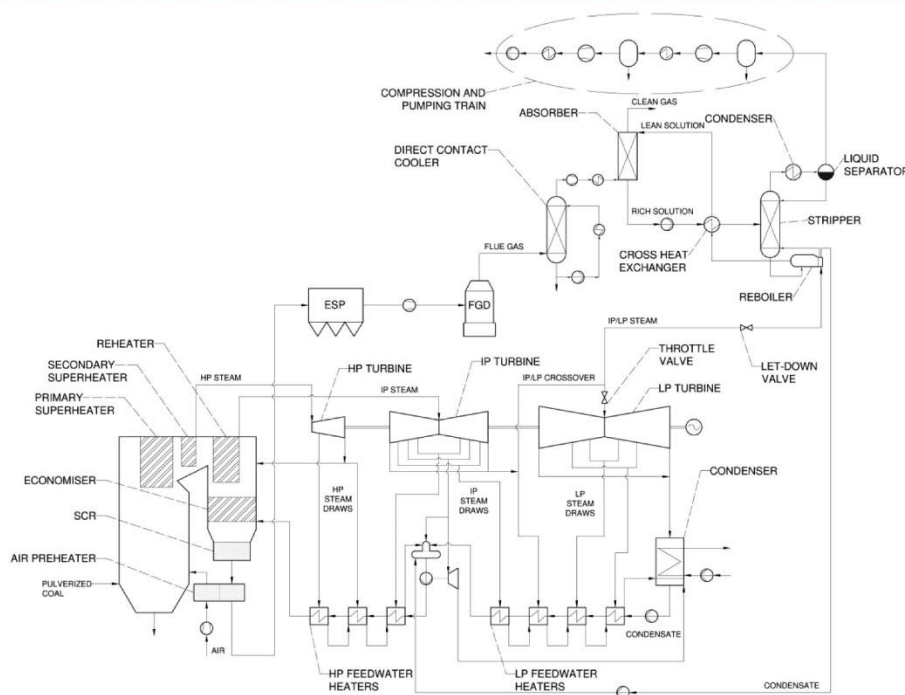 COMPRESSION AND
PUMPING TRAIN
CLEAN GAS
ABSORBER
LEAN SOLUTION
CONDENSER
DIRECT CONTACT
COOLER
LIQUID
SEPARATOR
RICH SOLUTION
STRIPPER
FLUE GAS
CROSS HEAT
EXCHANGER
REBOILER
ESP
FGD
IP/LP STEAM
REHEATER
SECONDARY
SUPERHEATER
HP STEAM
HP TURBINE
IP TURBINE
THROTTLE
VALVE
LET-DOWN
VALVE
PRIMARY
SUPERHEATER
IP STEAM
IP/LP CROSSOVER
LP TURBINE
ECONOMISER
HP
STEAM
DRAWS
IP
STEAM
DRAWS
LP
STEAM
DRAWS
CONDENSER
SCR
AIR PREHEATER
PULVERIZED
COAL
AIR
CONDENSATE
HP FEEDWATER
HEATERS
LP FEEDWATER
HEATERS
CONDENSATE